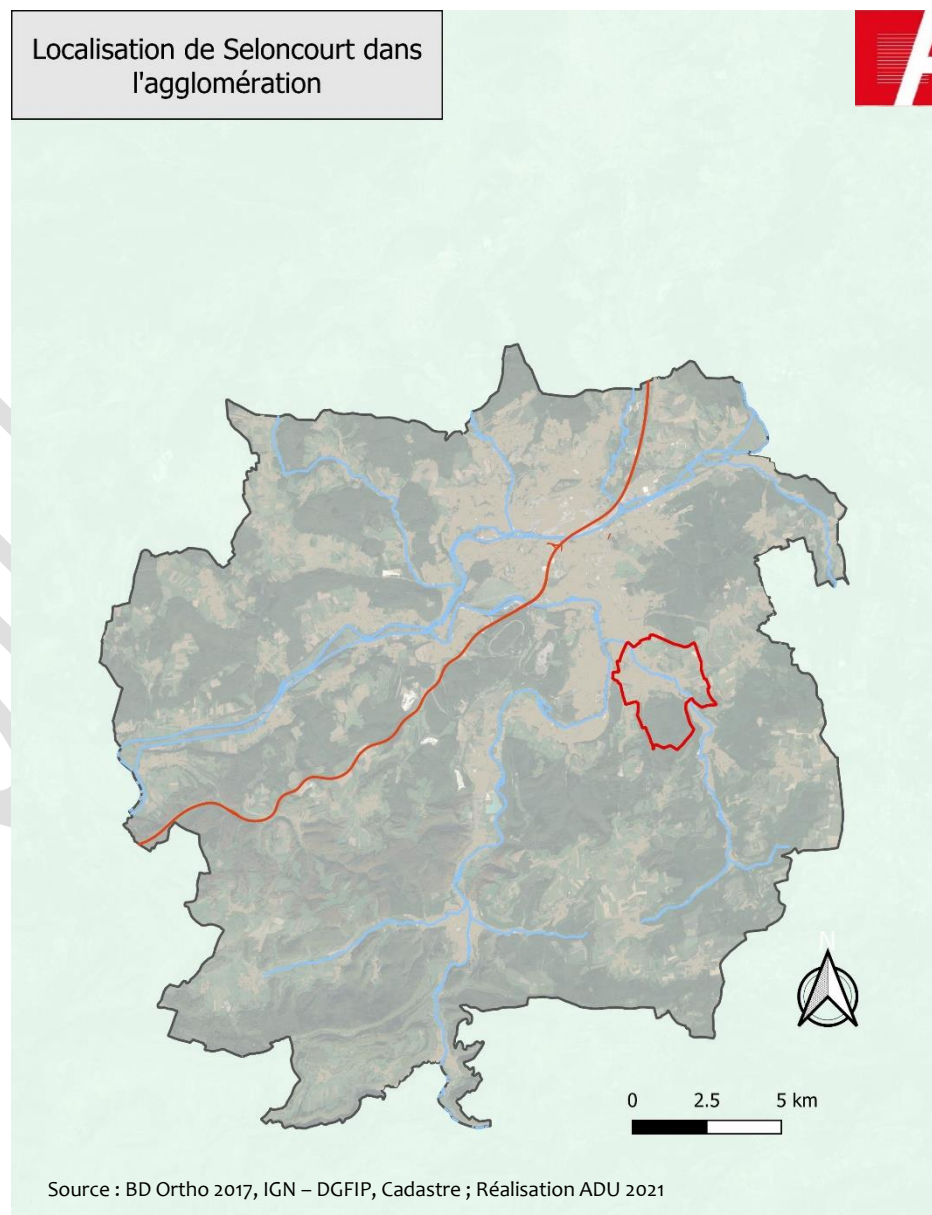 Localisation de Seloncourt dans
l'agglomération
A
N
0 2.5 5 km
Source : BD Ortho 2017, IGN – DGFIP, Cadastre ; Réalisation ADU 2021